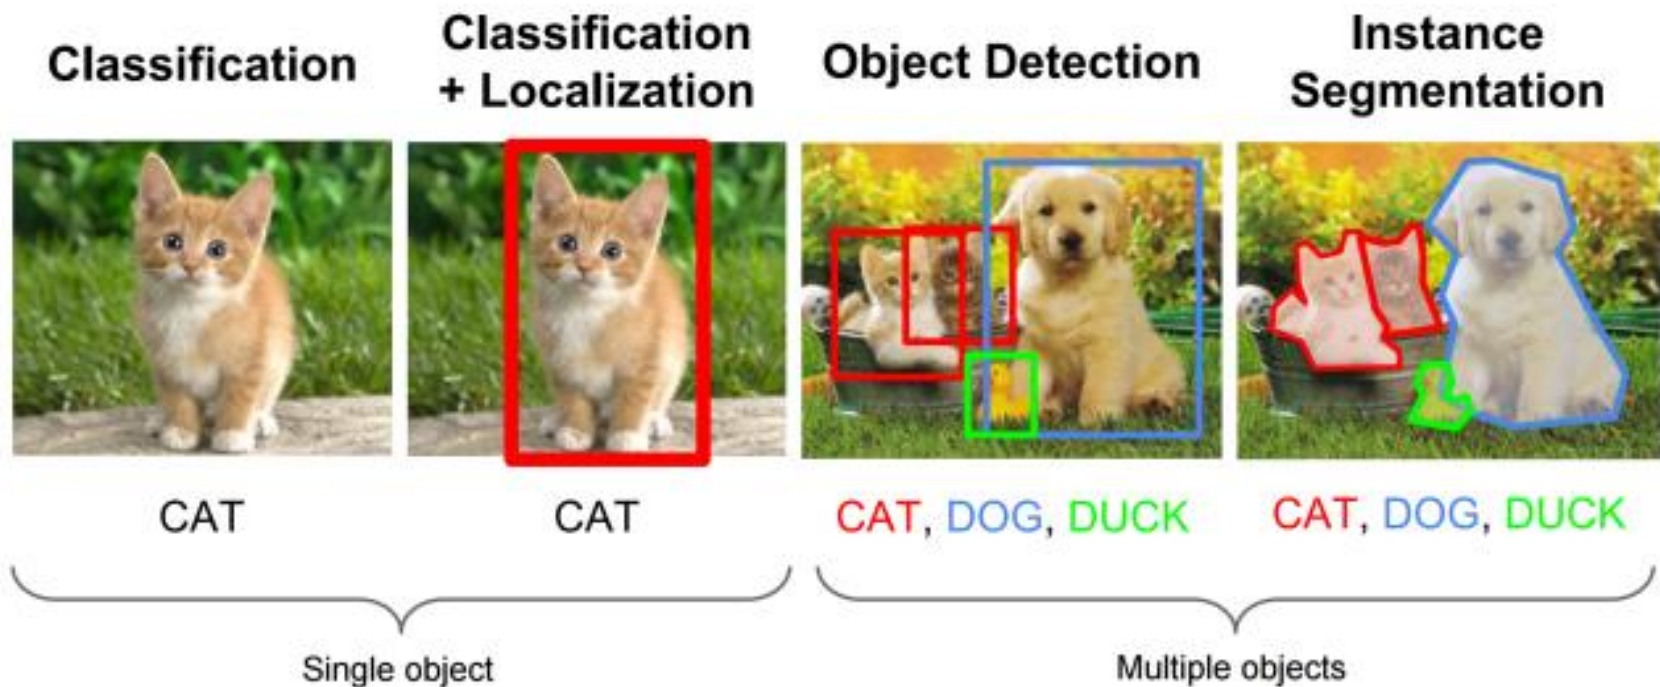 Classification
Classification
+ Localization
Object Detection
Instance
Segmentation
CAT
CAT
CAT, DOG, DUCK
CAT, DOG, DUCK
Single object
Multiple objects